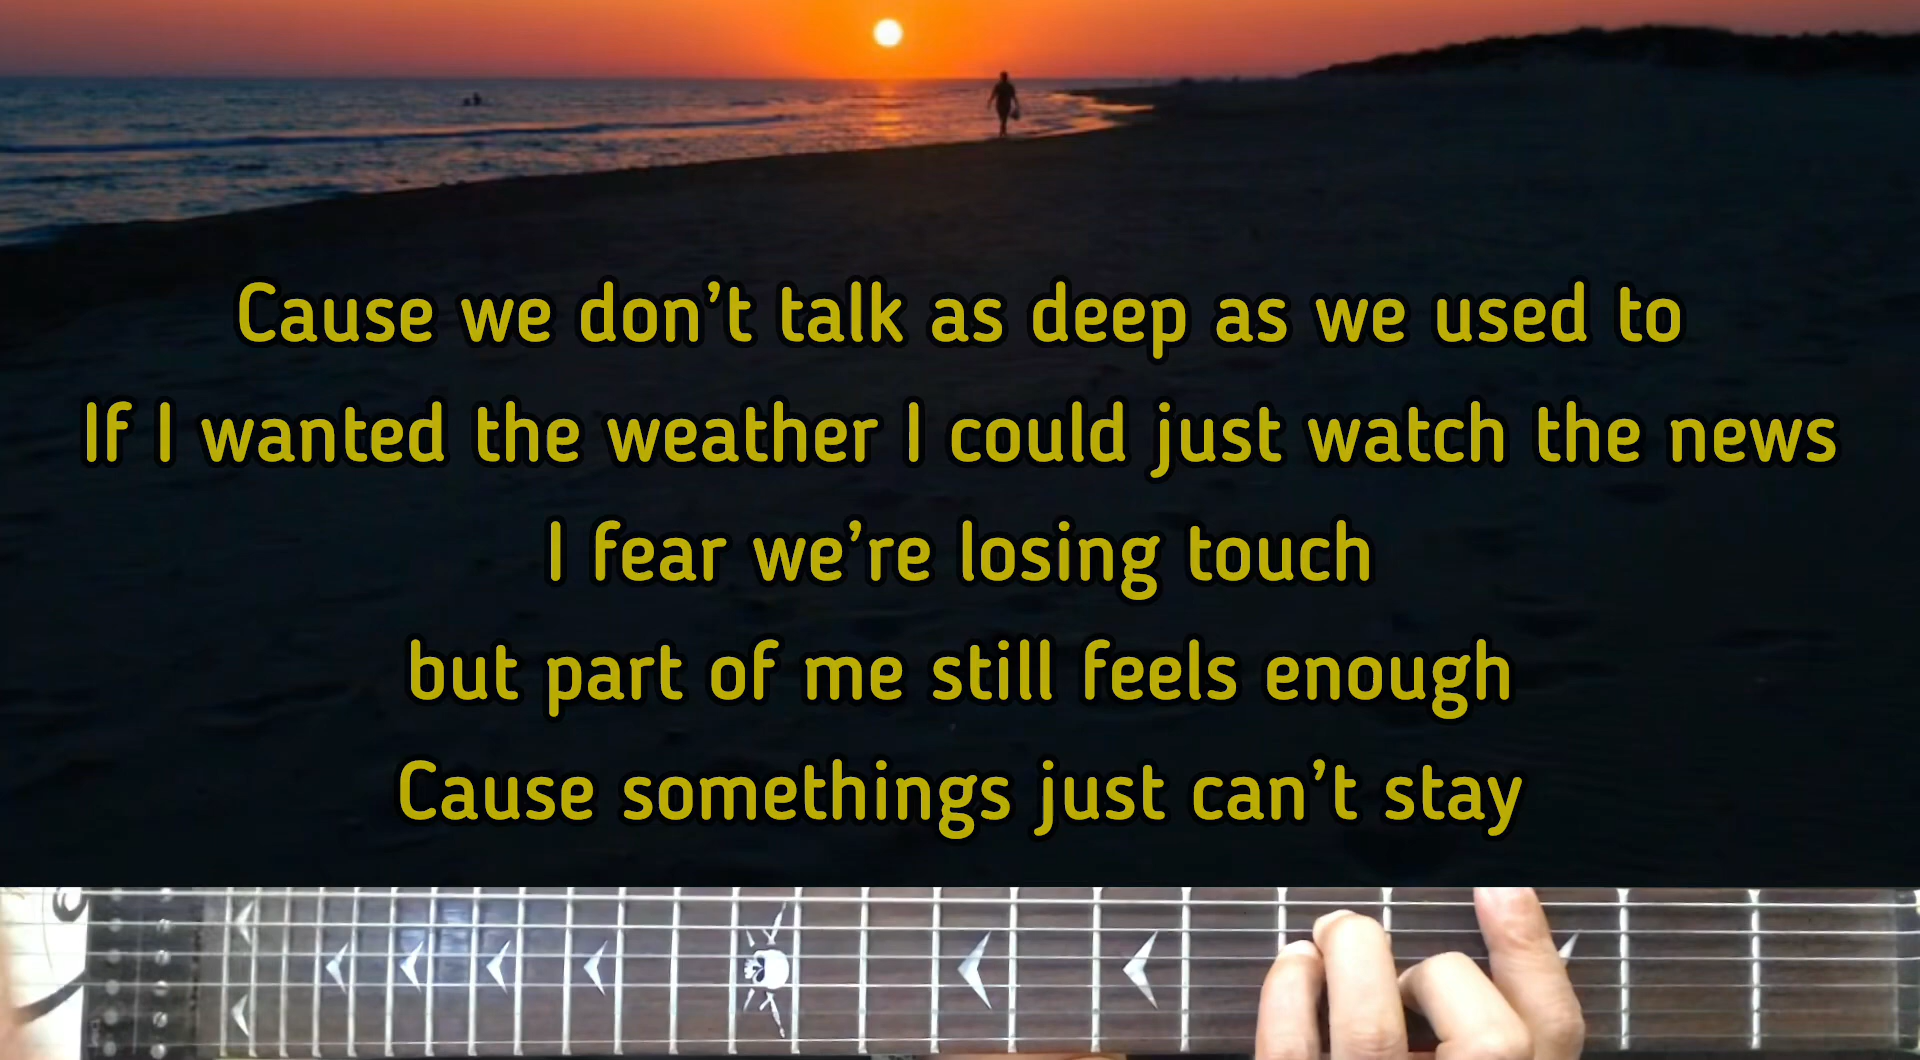 Cause we don’t talk as deep as we used to
If I wanted the weather I could just watch the news
I fear we’re losing touch
but part of me still feels enough
Cause somethings just can’t stay